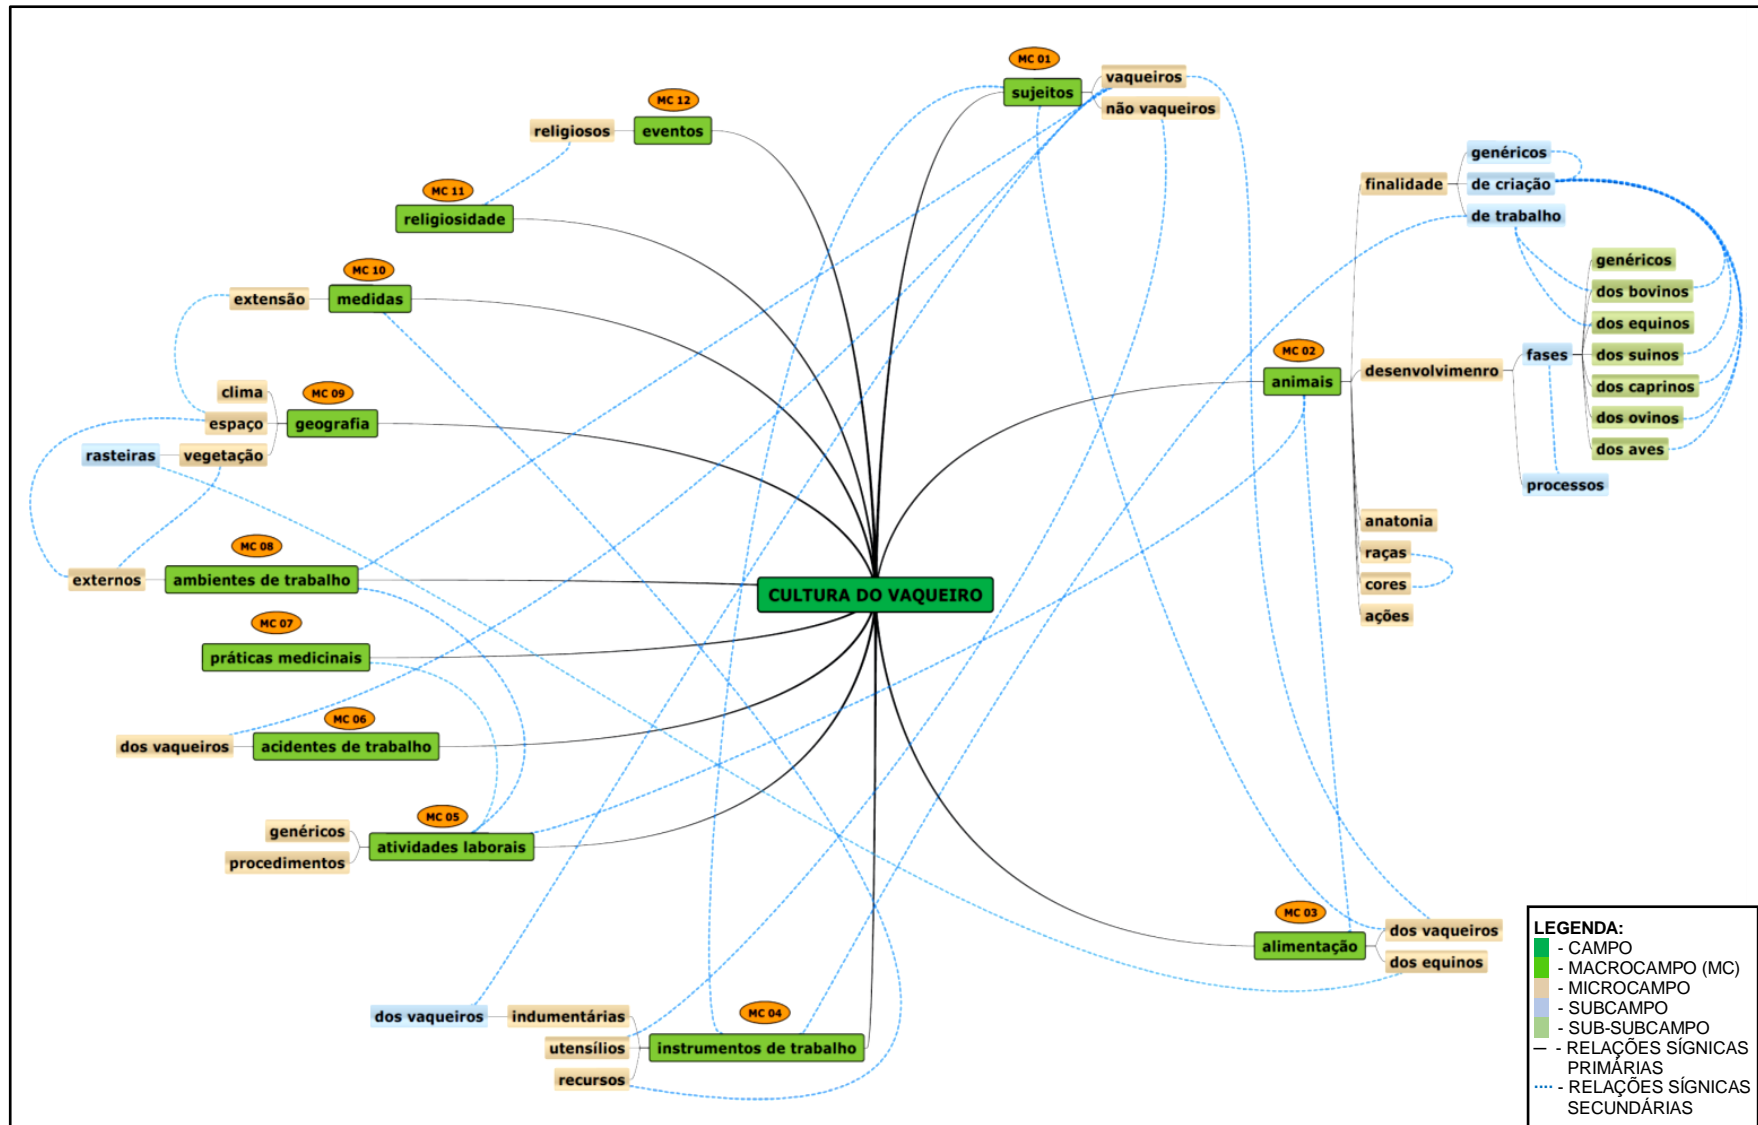 MC 01
sujeitos
vaqueiros
não vaqueiros
MC 12
religiosos
eventos
MC 11
religiosidade
MC 10
extensão
medidas
MC 09
clima
espaço
geografia
rasteiras
vegetação
MC 08
externos
ambientes de trabalho
MC 07
práticas medicinais
MC 06
dos vaqueiros
acidentes de trabalho
MC 05
genéricos
procedimentos
atividades laborais
MC 04
dos vaqueiros
indumentárias
utensílios
recursos
instrumentos de trabalho
CULTURA DO VAQUEIRO
MC 02
animais
finalidade
genéricos
de criação
de trabalho
desenvolvimenro
fases
genéricos
dos bovinos
dos equinos
dos suinos
dos caprinos
dos ovinos
dos aves
processos
anatonia
raças
cores
ações
MC 03
alimentação
dos vaqueiros
dos equinos
LEGENDA:
- CAMPO
- MACROCAMPO (MC)
- MICROCAMPO
- SUBCAMPO
- SUB-SUBCAMPO
- RELAÇÕES SÍGNICAS
PRIMÁRIAS
- RELAÇÕES SÍGNICAS
SECUNDÁRIAS